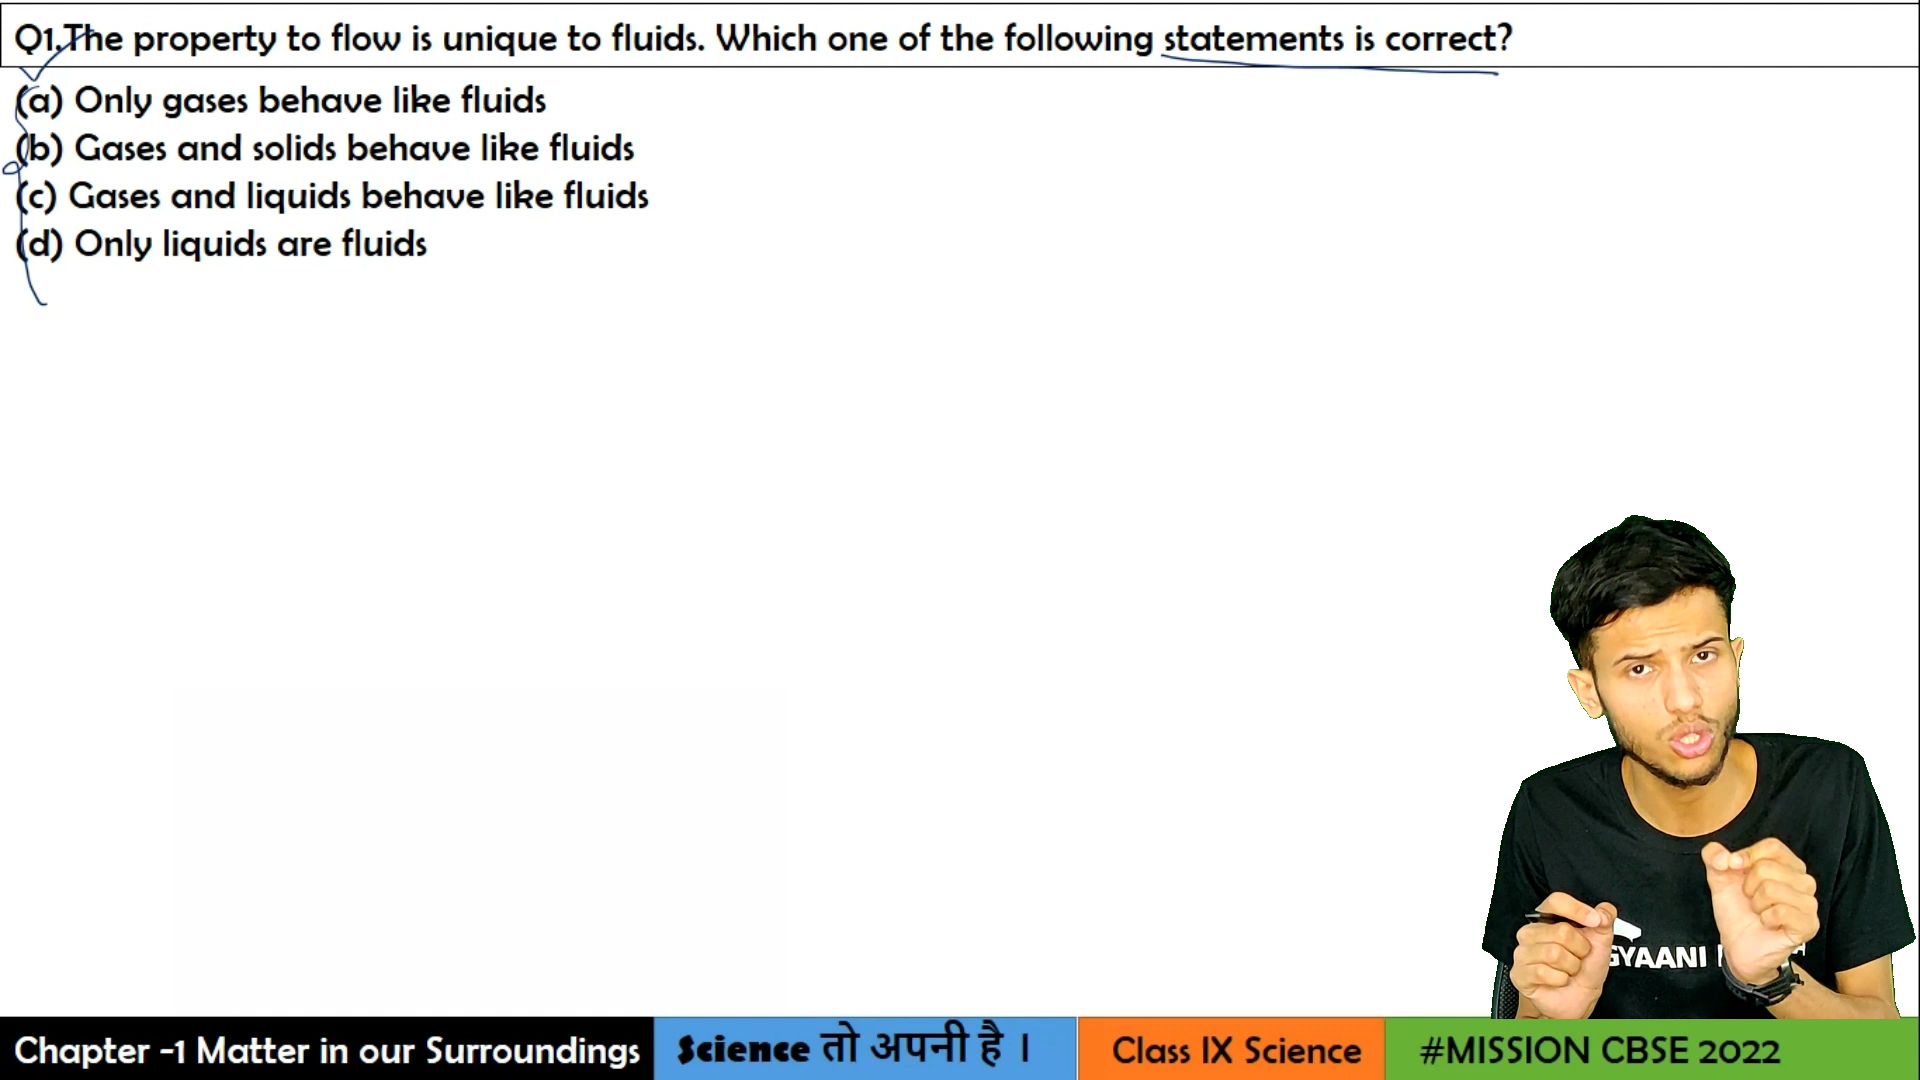 Q1.The property to flow is unique to fluids. Which one of the following statements is correct?
(a) Only gases behave like fluids
(b) Gases and solids behave like fluids
(c) Gases and liquids behave like fluids
(d) Only liquids are fluids
GYAANI
Chapter -1 Matter in our Surroundings
Science तो अपनी है ।
Class IX Science
#MISSION CBSE 2022